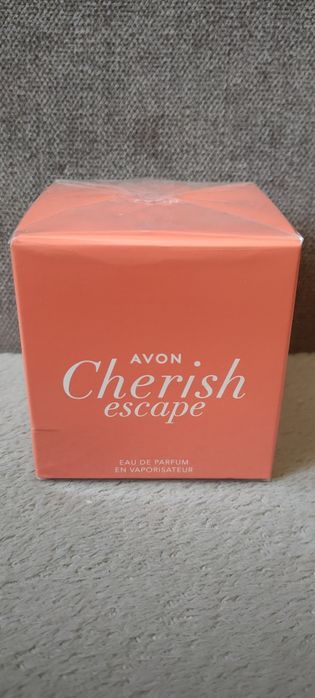 AVON
Cherish
escape
EAU DE PARFUM
EN VAPORISATEUR